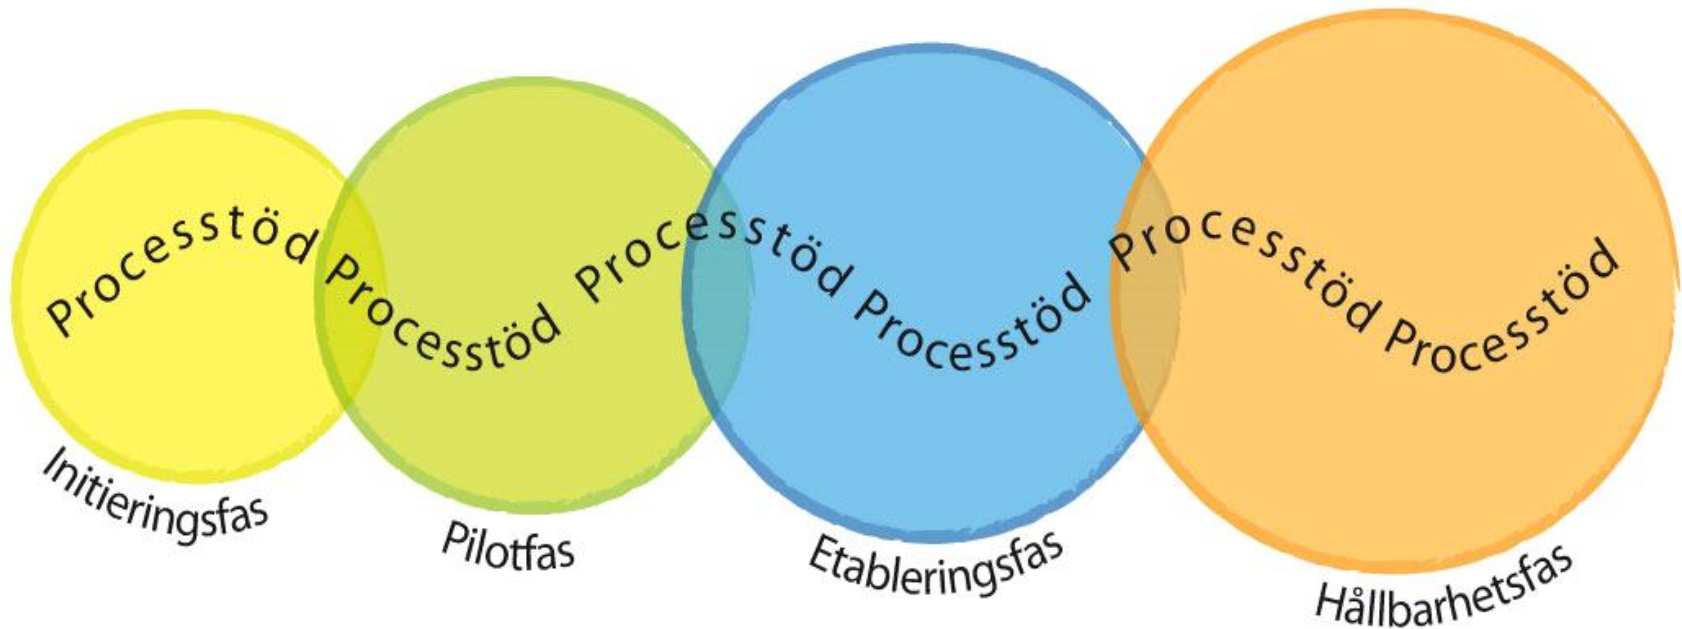 Processtöd Processtöd Processtöd Processtöd Processtöd Processtöd
Initieringsfas
Pilotfas
Etableringsfas
Hållbarhetsfas